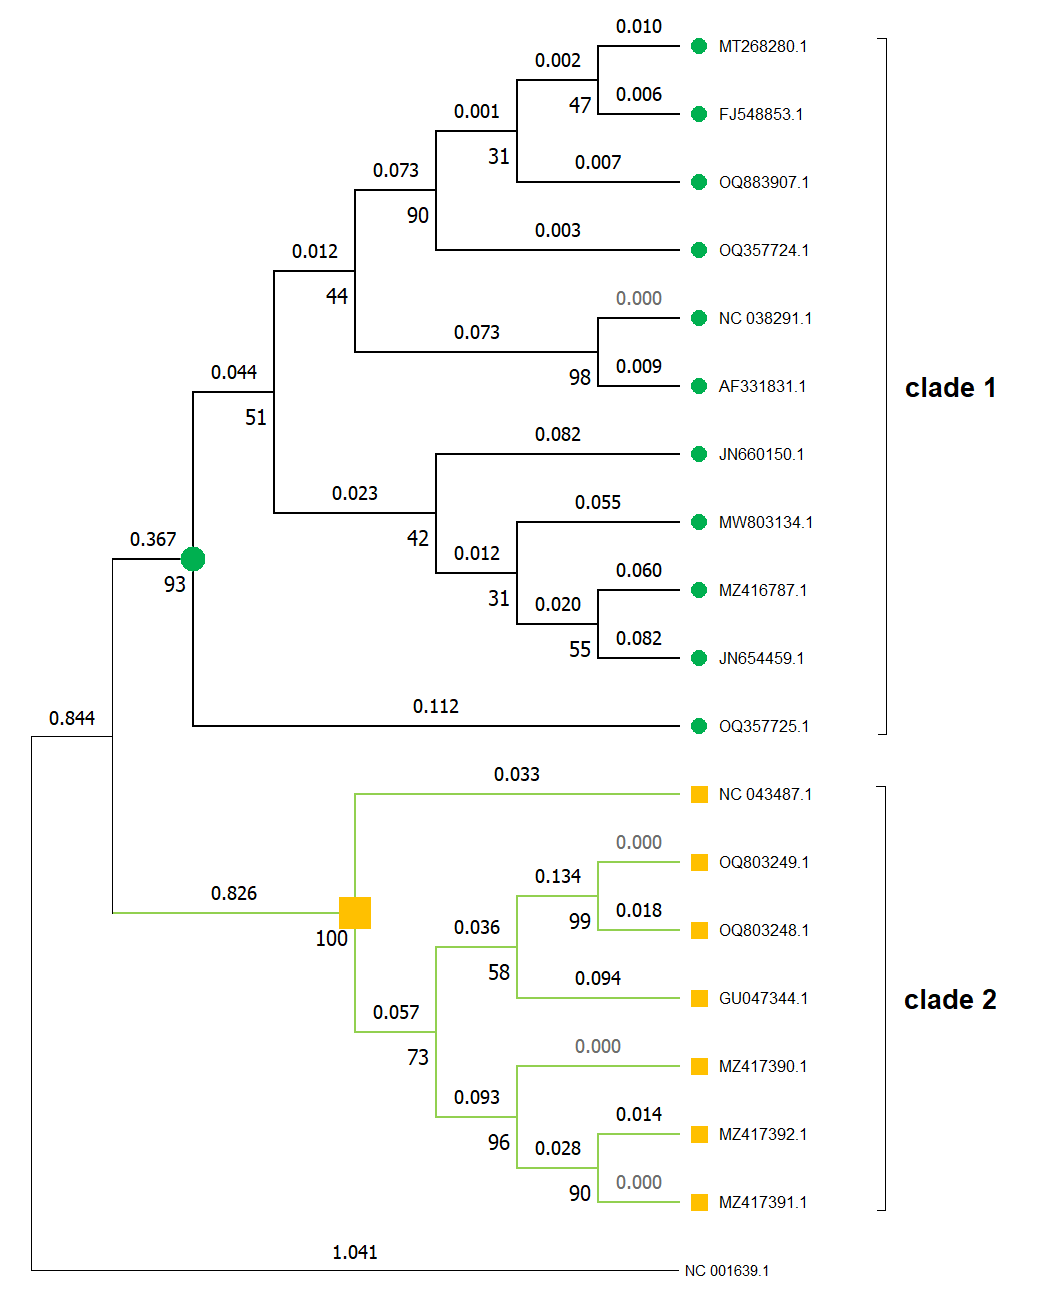 0.010
MT268280.1
0.002
47
0.006
FJ548853.1
0.001
31
0.007
OQ883907.1
0.073
90
0.003
OQ357724.1
0.012
44
0.000
NC 038291.1
0.073
98
0.009
AF331831.1
clade 1
0.044
51
0.082
JN660150.1
0.023
42
0.055
MW803134.1
0.012
31
0.060
MZ416787.1
0.020
55
0.082
JN654459.1
0.367
93
0.112
OQ357725.1
0.844
0.033
NC 043487.1
0.000
OQ803249.1
0.134
99
0.018
OQ803248.1
0.826
100
0.036
58
0.094
GU047344.1
clade 2
0.057
73
0.000
MZ417390.1
0.093
96
0.014
MZ417392.1
0.028
90
0.000
MZ417391.1
1.041
NC 001639.1